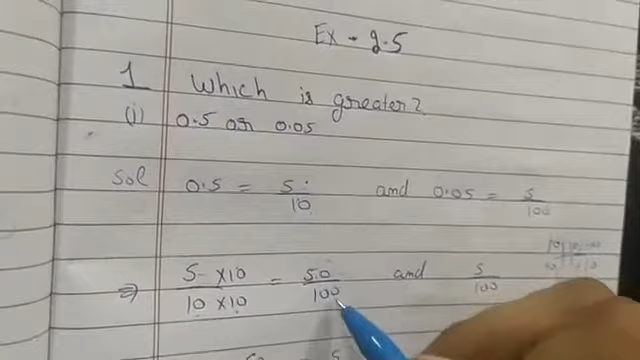 Ex - 2.5
1 Which is greater?
(i) 0.5 or 0.05
Sol 0.5 = 5/10 and 0.05 = 5/100
⇒ 5 ×10 / 10 ×10 = 50/100 and 5/100